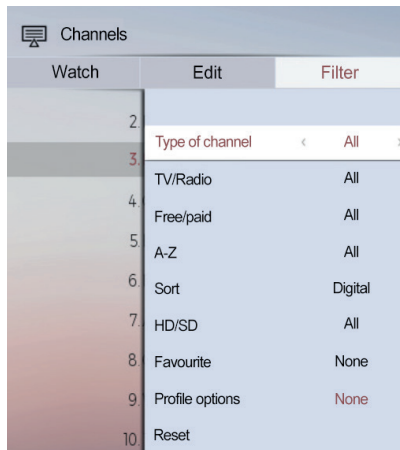 Channels
Watch Edit Filter
2.
Type of channel < All >
3.
TV/Radio All
4.
Free/paid All
5.
A-Z All
6.
Sort Digital
7.
HD/SD All
8.
Favourite None
9.
Profile options None
10.
Reset